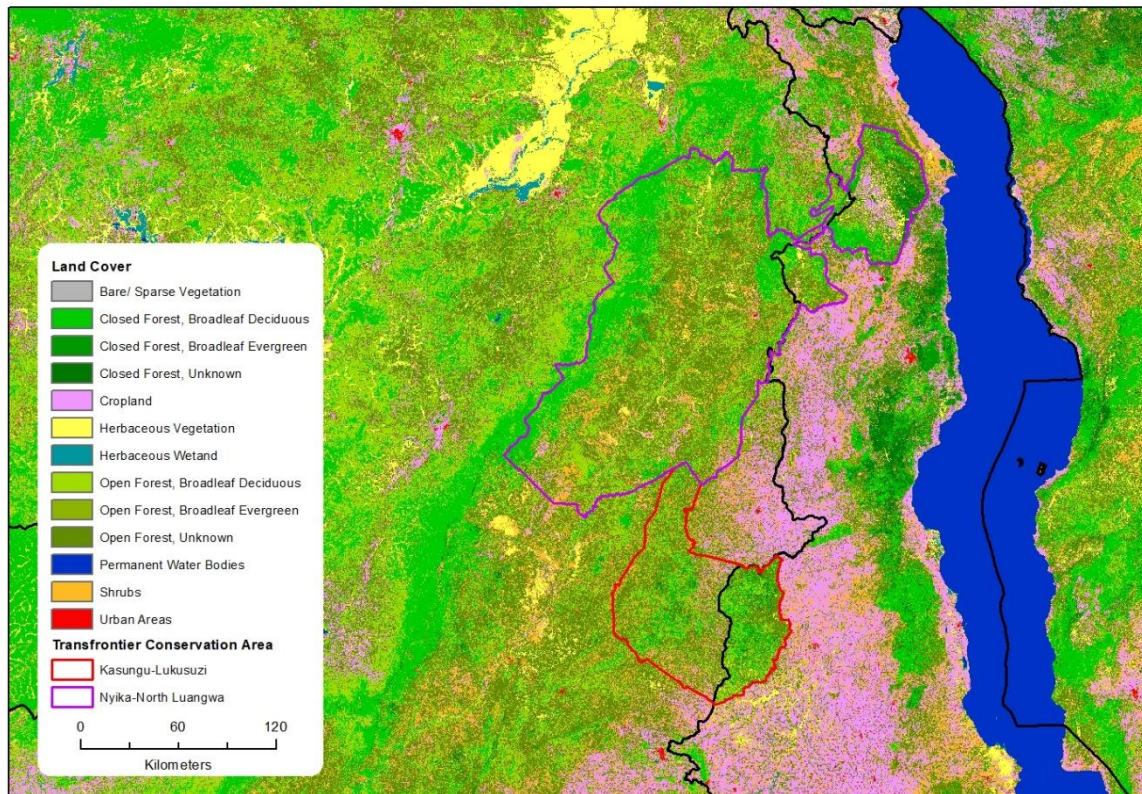 Land Cover
Bare/ Sparse Vegetation
Closed Forest, Broadleaf Deciduous
Closed Forest, Broadleaf Evergreen
Closed Forest, Unknown
Cropland
Herbaceous Vegetation
Herbaceous Wetand
Open Forest, Broadleaf Deciduous
Open Forest, Broadleaf Evergreen
Open Forest, Unknown
Permanent Water Bodies
Shrubs
Urban Areas
Transfrontier Conservation Area
Kasungu-Lukusuzi
Nyika-North Luangwa
0 60 120
Kilometers